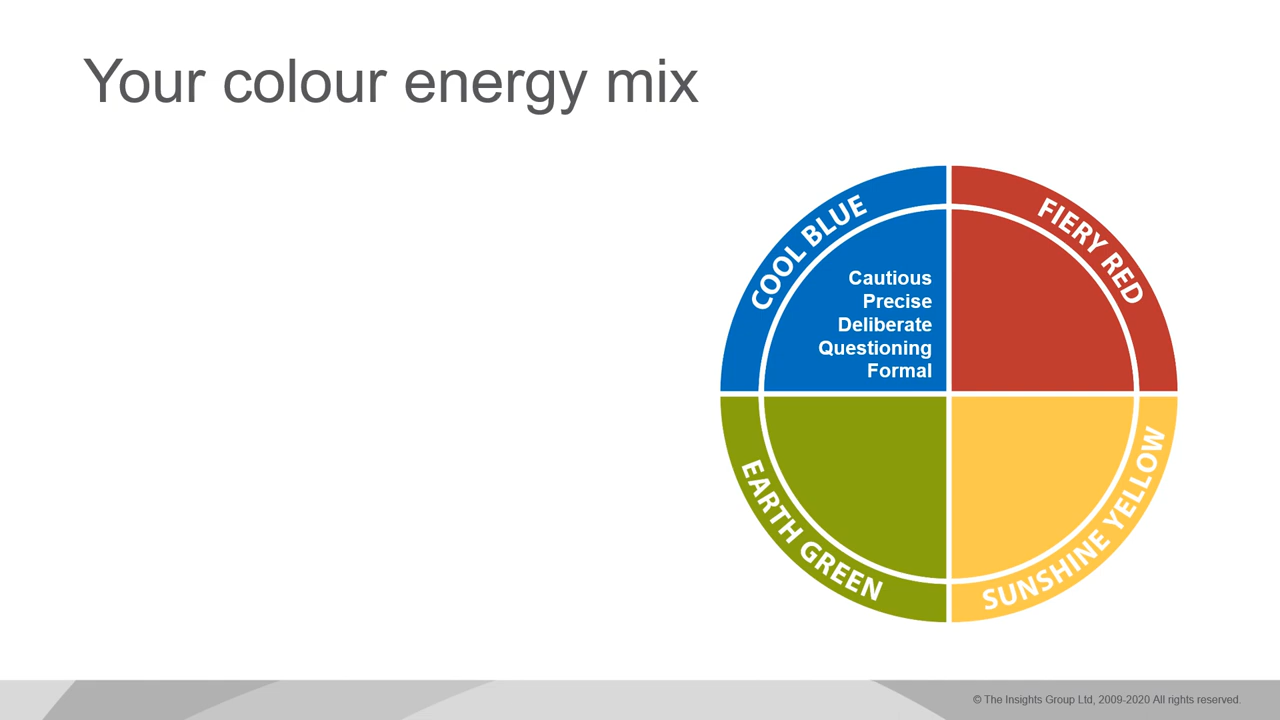 Your colour energy mix
COOL BLUE
FIERY RED
Cautious
Precise
Deliberate
Questioning
Formal
EARTH GREEN
SUNSHINE YELLOW
© The Insights Group Ltd, 2009-2020 All rights reserved.